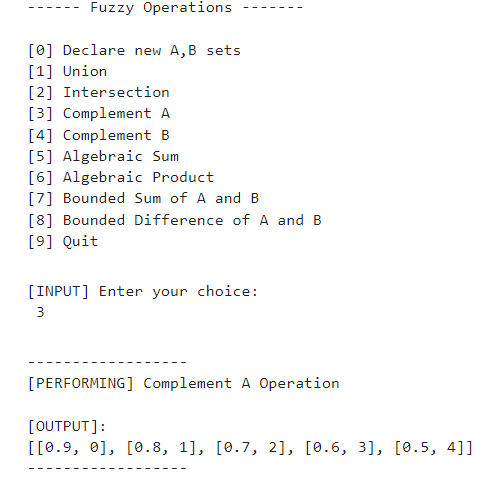 ------ Fuzzy Operations -------
[0] Declare new A,B sets
[1] Union
[2] Intersection
[3] Complement A
[4] Complement B
[5] Algebraic Sum
[6] Algebraic Product
[7] Bounded Sum of A and B
[8] Bounded Difference of A and B
[9] Quit
[INPUT] Enter your choice:
3
------------------
[PERFORMING] Complement A Operation
[OUTPUT]:
[[0.9, 0], [0.8, 1], [0.7, 2], [0.6, 3], [0.5, 4]]
------------------